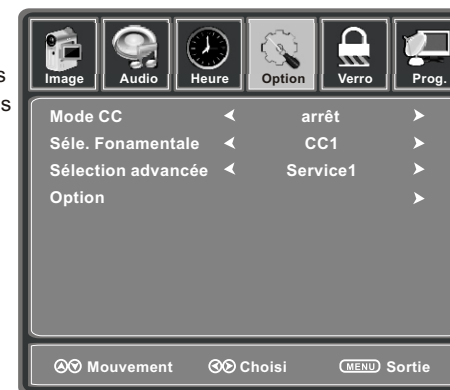 s
s
Image Audio Heure Option Verro Prog.
Mode CC arrêt
Séle. Fonamentale CC1
Sélection advancée Service1
Option
Mouvement Choisi MENU Sortie